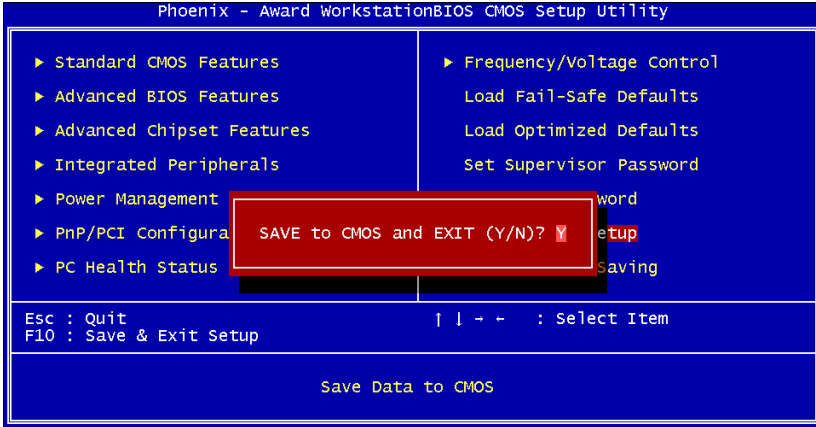 Phoenix - Award WorkstationBIOS CMOS Setup Utility
▶ Standard CMOS Features
▶ Advanced BIOS Features
▶ Advanced Chipset Features
▶ Integrated Peripherals
▶ Power Management
▶ PnP/PCI Configura
▶ PC Health Status
▶ Frequency/Voltage Control
Load Fail-Safe Defaults
Load Optimized Defaults
Set Supervisor Password
word
etup
Saving
SAVE to CMOS and EXIT (Y/N)? Y
Esc : Quit
F10 : Save & Exit Setup
↑ ↓ → ← : Select Item
Save Data to CMOS